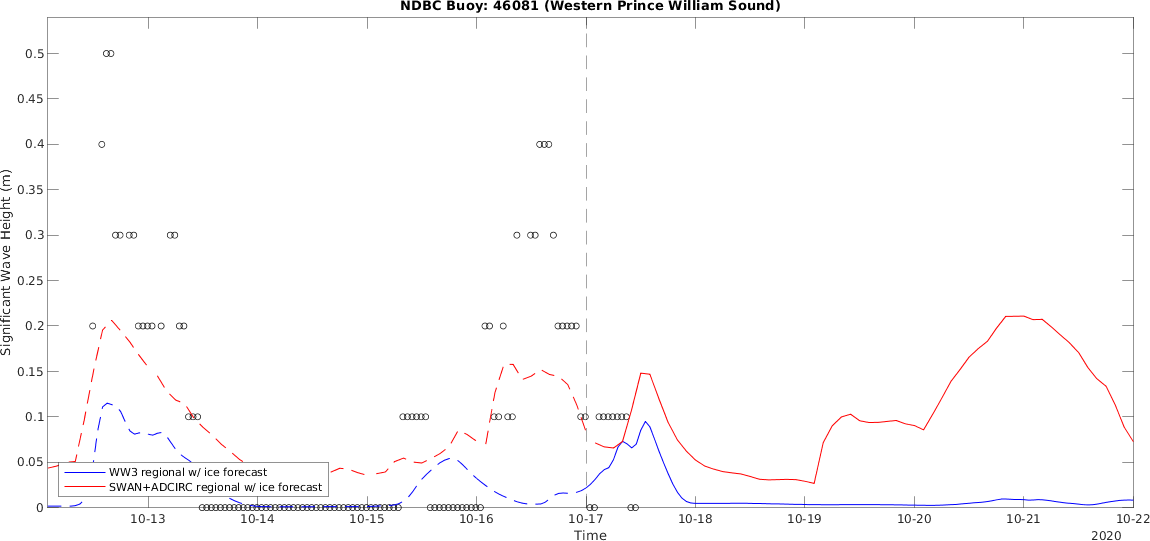 NDBC Buoy: 46081 (Western Prince William Sound)
Significant Wave Height (m)
0.5
0.45
0.4
0.35
0.3
0.25
0.2
0.15
0.1
0.05
0
WW3 regional w/ ice forecast
SWAN+ADCIRC regional w/ ice forecast
10-13 10-14 10-15 10-16 10-17 10-18 10-19 10-20 10-21 10-22
Time
2020